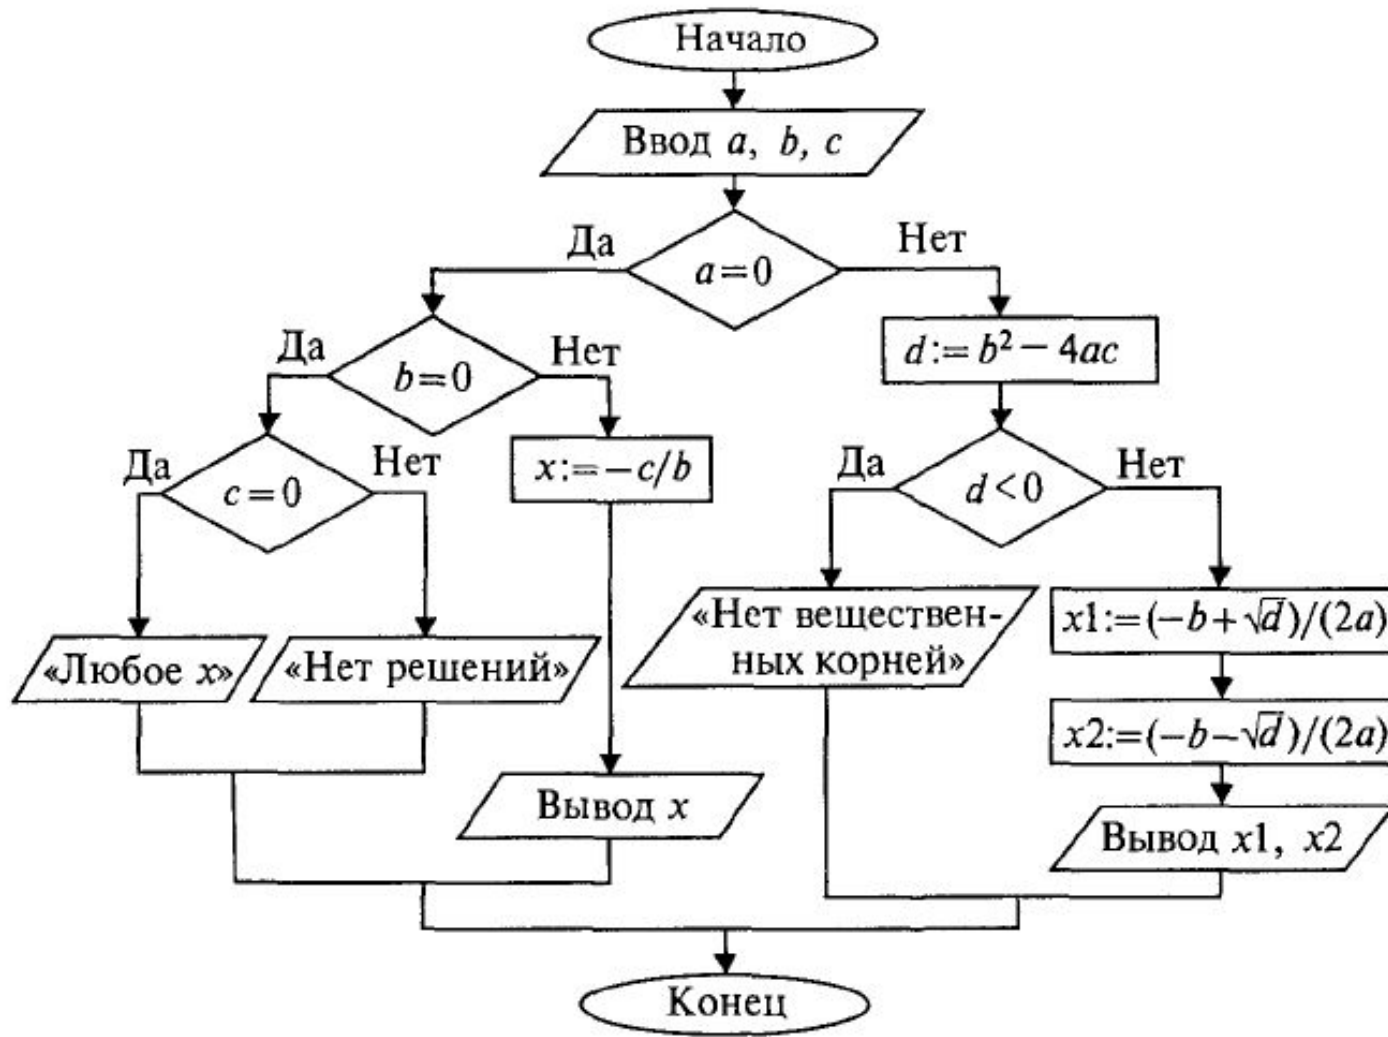 Начало
Ввод a, b, c
Да
Нет
a=0
Да
Нет
b=0
d:=b²−4ac
Да
Нет
c=0
x:=−c/b
Да
Нет
d<0
«Любое x»
«Нет решений»
«Нет веществен-
ных корней»
x1:=(−b+√d)/(2a)
x2:=(−b−√d)/(2a)
Вывод x
Вывод x1, x2
Конец